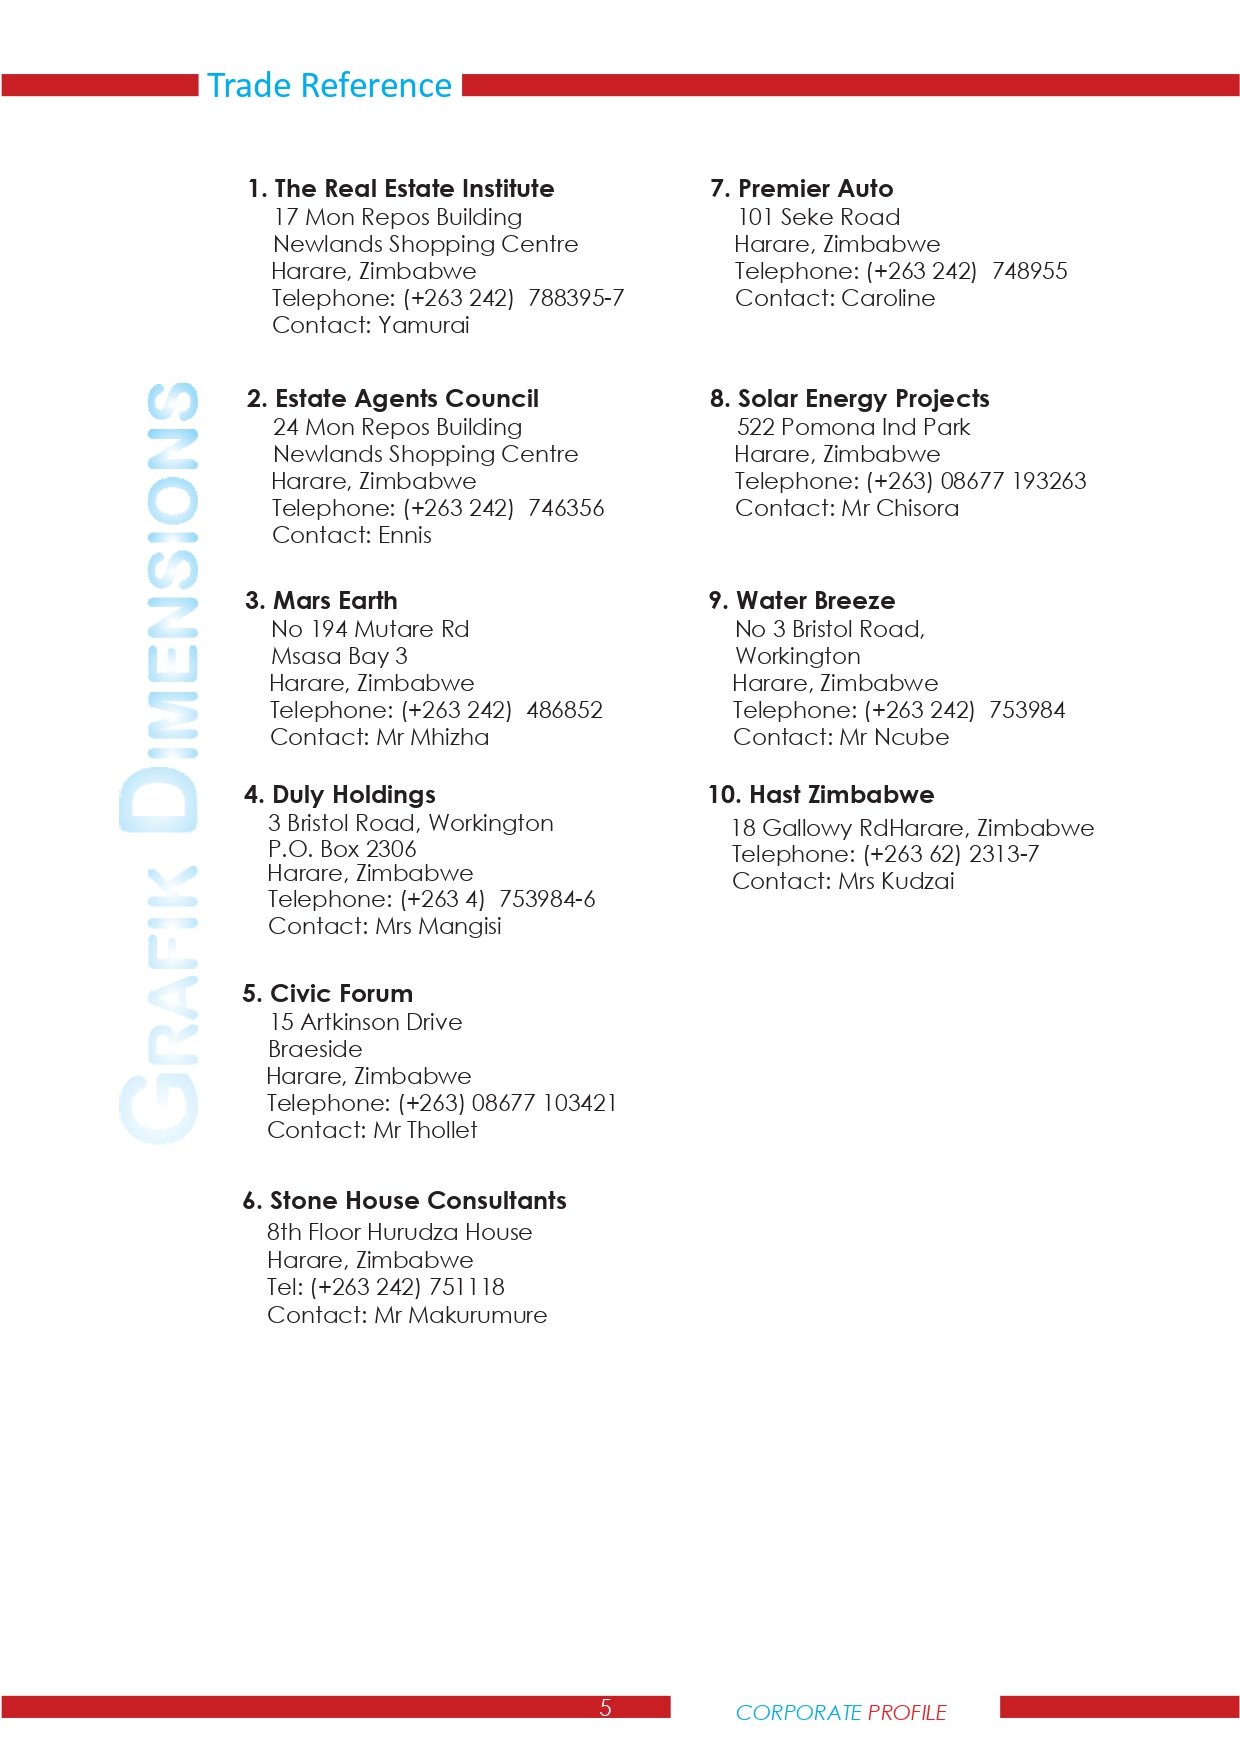 Trade Reference
1. The Real Estate Institute
17 Mon Repos Building
Newlands Shopping Centre
Harare, Zimbabwe
Telephone: (+263 242)  788395-7
Contact: Yamurai
2. Estate Agents Council
24 Mon Repos Building
Newlands Shopping Centre
Harare, Zimbabwe
Telephone: (+263 242)  746356
Contact: Ennis
3. Mars Earth
No 194 Mutare Rd
Msasa Bay 3
Harare, Zimbabwe
Telephone: (+263 242)  486852
Contact: Mr Mhizha
4. Duly Holdings
3 Bristol Road, Workington
P.O. Box 2306
Harare, Zimbabwe
Telephone: (+263 4)  753984-6
Contact: Mrs Mangisi
5. Civic Forum
15 Artkinson Drive
Braeside
Harare, Zimbabwe
Telephone: (+263) 08677 103421
Contact: Mr Thollet
6. Stone House Consultants
8th Floor Hurudza House
Harare, Zimbabwe
Tel: (+263 242) 751118
Contact: Mr Makurumure
7. Premier Auto
101 Seke Road
Harare, Zimbabwe
Telephone: (+263 242)  748955
Contact: Caroline
8. Solar Energy Projects
522 Pomona Ind Park
Harare, Zimbabwe
Telephone: (+263) 08677 193263
Contact: Mr Chisora
9. Water Breeze
No 3 Bristol Road,
Workington
Harare, Zimbabwe
Telephone: (+263 242)  753984
Contact: Mr Ncube
10. Hast Zimbabwe
18 Gallowy RdHarare, Zimbabwe
Telephone: (+263 62) 2313-7
Contact: Mrs Kudzai
GRAFIK DIMENSIONS
5
CORPORATE PROFILE